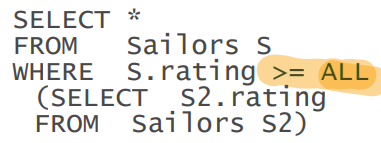 SELECT *
FROM Sailors S
WHERE S.rating >= ALL
(SELECT S2.rating
FROM Sailors S2)